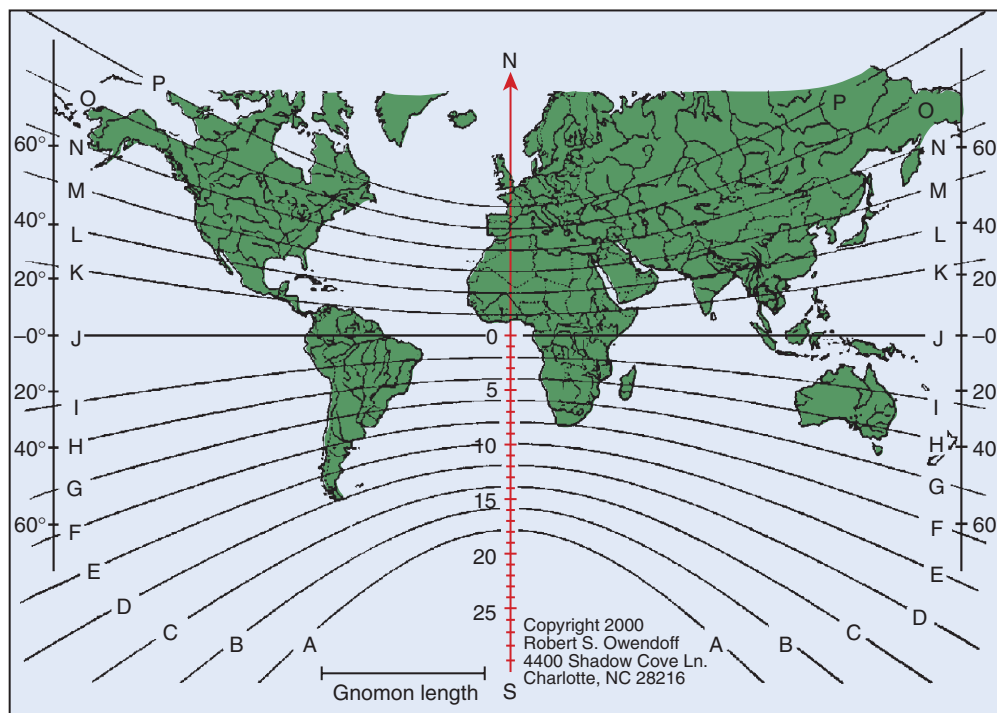 N
P P
O O
60° N N 60°
M M
40° L L 40°
20° K K 20°
–0° J 0 J –0°
5
20° I I 20°
H H
40° 10 40°
G G
15
60° F F 60°
E 20 E
D D
C 25 C
B B
A A
Copyright 2000
Robert S. Owendoff
4400 Shadow Cove Ln.
Charlotte, NC 28216
Gnomon length
S